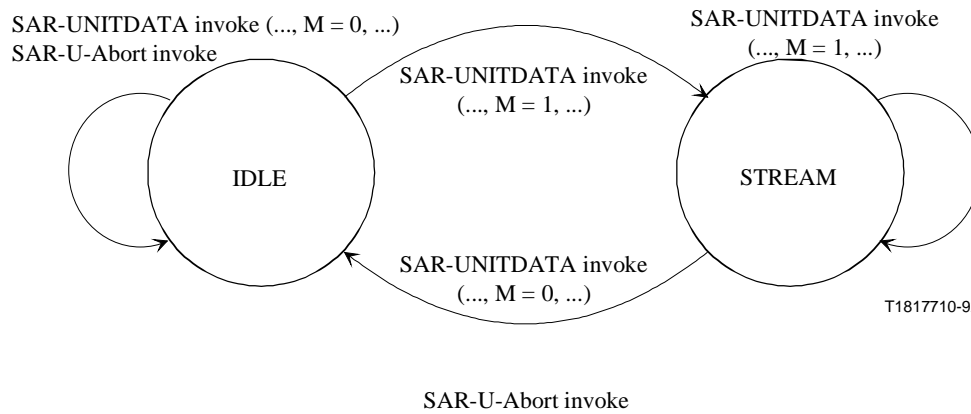 SAR-UNITDATA invoke (..., M = 0, ...)
SAR-U-Abort invoke
SAR-UNITDATA invoke
(..., M = 1, ...)
SAR-UNITDATA invoke
(..., M = 1, ...)
IDLE
STREAM
SAR-UNITDATA invoke
(..., M = 0, ...)
T1817710-9
SAR-U-Abort invoke